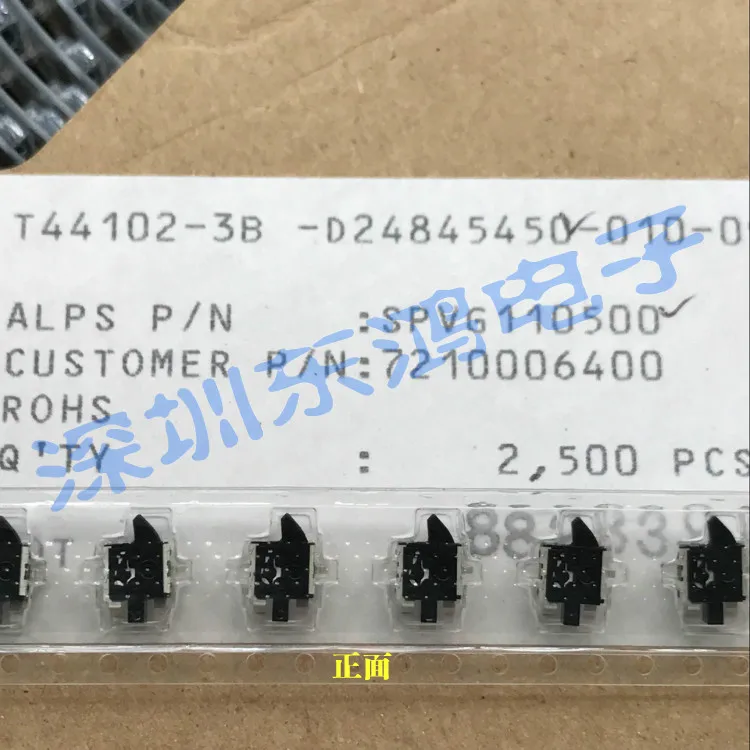 T44102-3B -D24845450-010-0
ALPS P/N :SPVG110500
CUSTOMER P/N:7210006400
ROHS
Q'TY : 2,500 PCS
深圳东鸿电子
正面